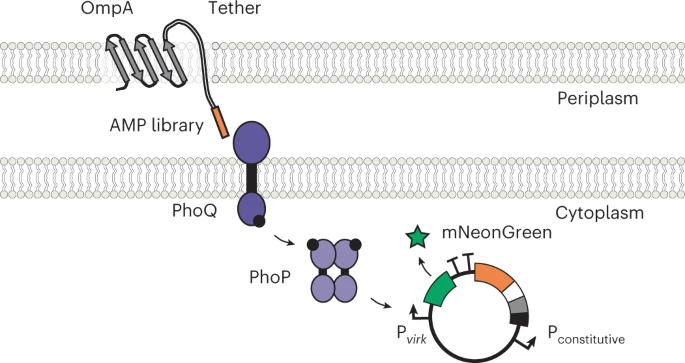 OmpA
Tether
Periplasm
AMP library
PhoQ
Cytoplasm
mNeonGreen
PhoP
Pvirk
Pconstitutive